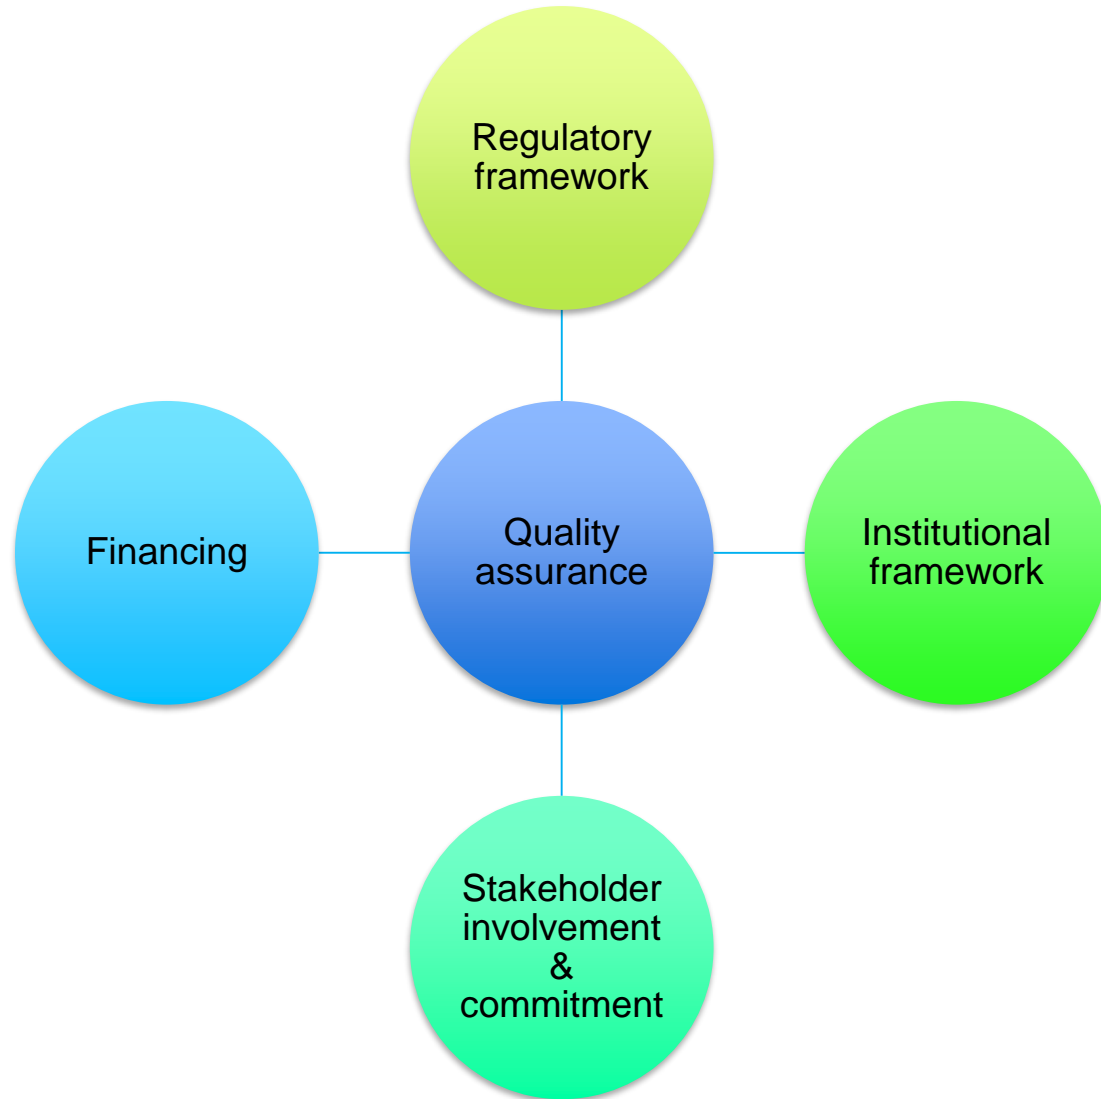 Regulatory
framework
Financing
Quality
assurance
Institutional
framework
Stakeholder
involvement
&
commitment